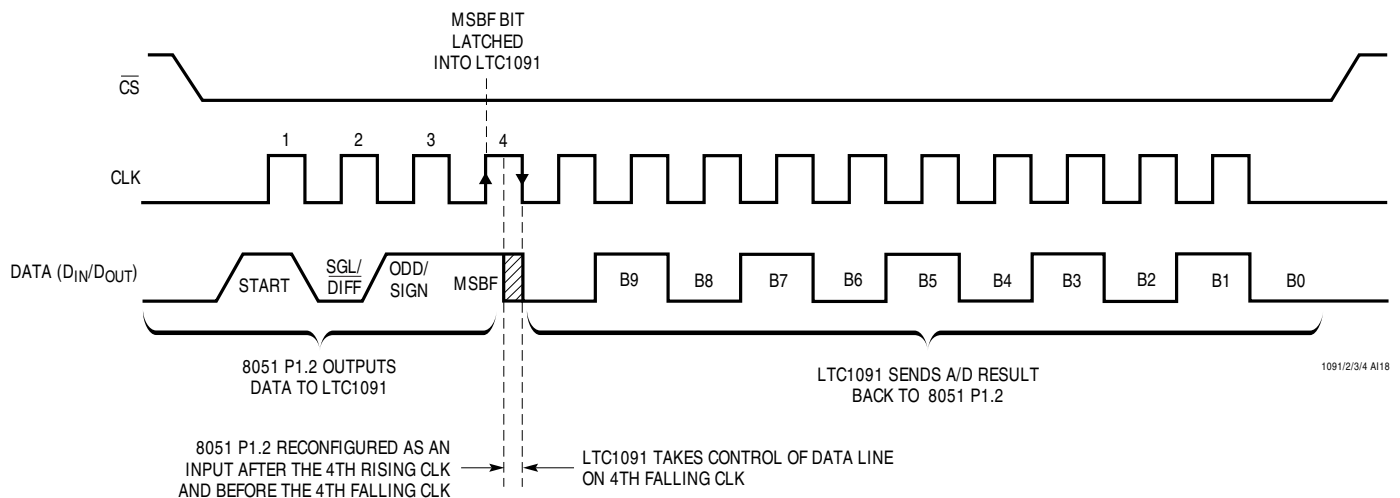 MSBF BIT
LATCHED
INTO LTC1091
CS
1 2 3 4
CLK
DATA (DIN/DOUT)
START SGL/DIFF ODD/SIGN MSBF B9 B8 B7 B6 B5 B4 B3 B2 B1 B0
8051 P1.2 OUTPUTS
DATA TO LTC1091
LTC1091 SENDS A/D RESULT
BACK TO 8051 P1.2
1091/2/3/4 AI18
8051 P1.2 RECONFIGURED AS AN
INPUT AFTER THE 4TH RISING CLK
AND BEFORE THE 4TH FALLING CLK
LTC1091 TAKES CONTROL OF DATA LINE
ON 4TH FALLING CLK